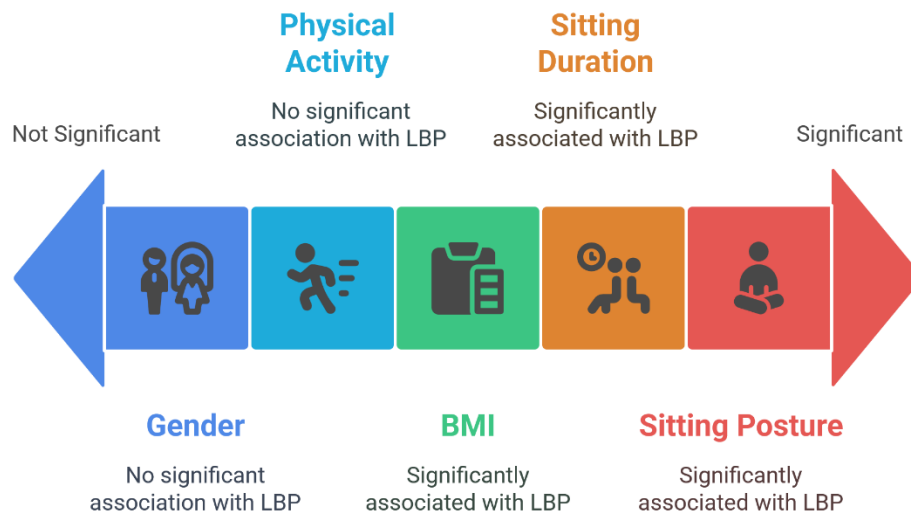 Physical
Activity
No significant
association with LBP
Sitting
Duration
Significantly
associated with LBP
Not Significant
Significant
Gender
No significant
association with LBP
BMI
Significantly
associated with LBP
Sitting Posture
Significantly
associated with LBP